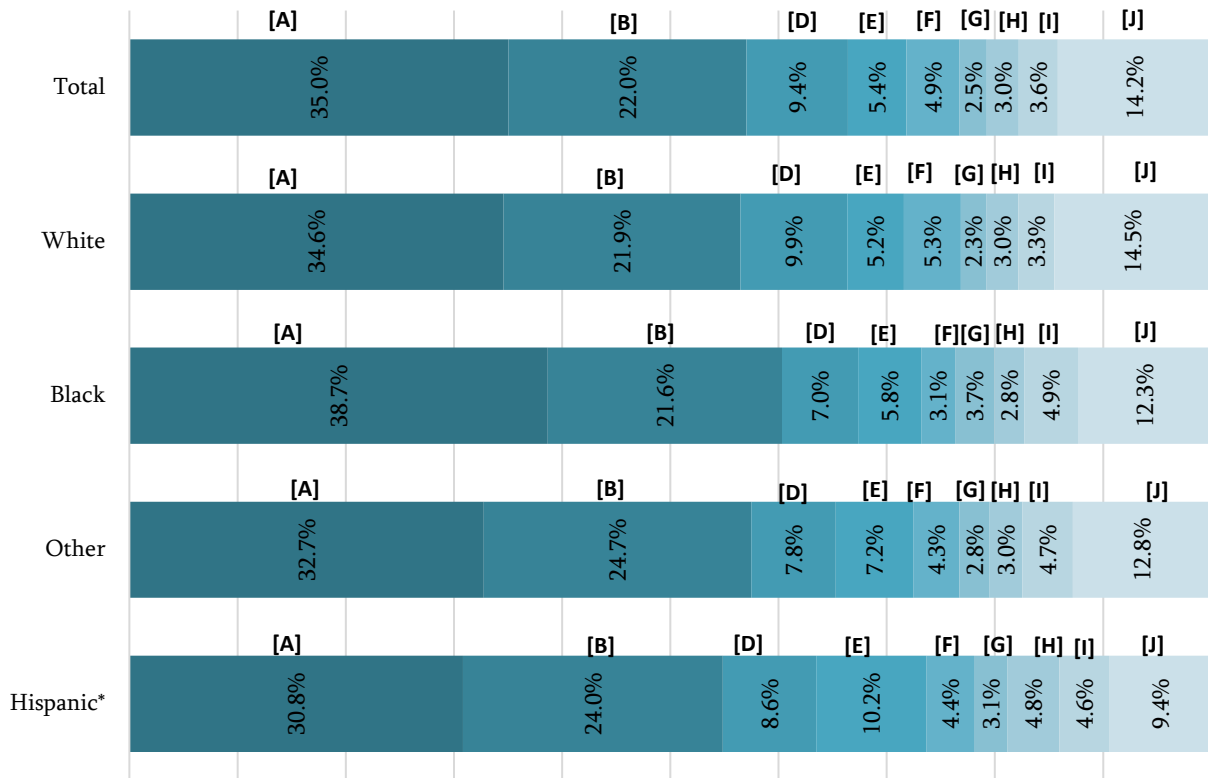 [A] [B] [D] [E] [F] [G] [H] [I] [J]
Total 35.0% 22.0% 9.4% 5.4% 4.9% 2.5% 3.0% 3.6% 14.2%
[A] [B] [D] [E] [F] [G] [H] [I] [J]
White 34.6% 21.9% 9.9% 5.2% 5.3% 2.3% 3.0% 3.3% 14.5%
[A] [B] [D] [E] [F] [G] [H] [I] [J]
Black 38.7% 21.6% 7.0% 5.8% 3.1% 3.7% 2.8% 4.9% 12.3%
[A] [B] [D] [E] [F] [G] [H] [I] [J]
Other 32.7% 24.7% 7.8% 7.2% 4.3% 2.8% 3.0% 4.7% 12.8%
[A] [B] [D] [E] [F] [G] [H] [I] [J]
Hispanic* 30.8% 24.0% 8.6% 10.2% 4.4% 3.1% 4.8% 4.6% 9.4%